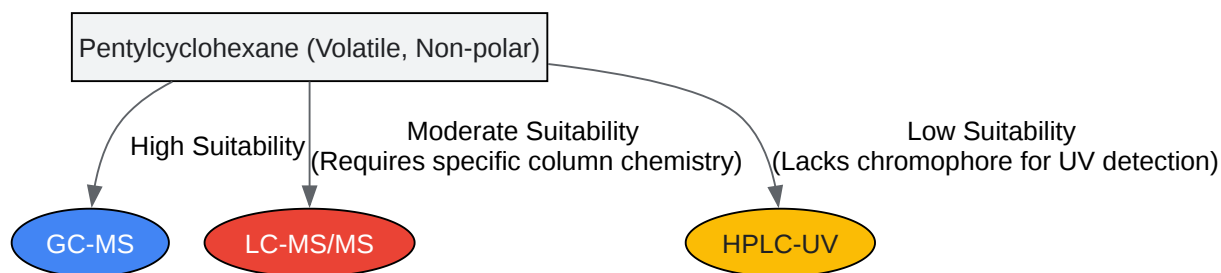 Pentylcyclohexane (Volatile, Non-polar)
High Suitability
Moderate Suitability
(Requires specific column chemistry)
Low Suitability
(Lacks chromophore for UV detection)
GC-MS
LC-MS/MS
HPLC-UV